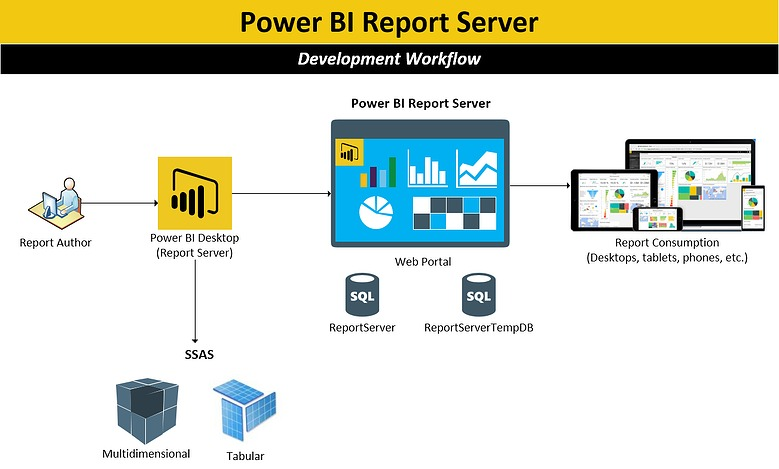 Power BI Report Server
Development Workflow
Power BI Report Server
Report Author
Power BI Desktop
(Report Server)
Web Portal
Report Consumption
(Desktops, tablets, phones, etc.)
SQL
SQL
ReportServer
ReportServerTempDB
SSAS
Multidimensional
Tabular